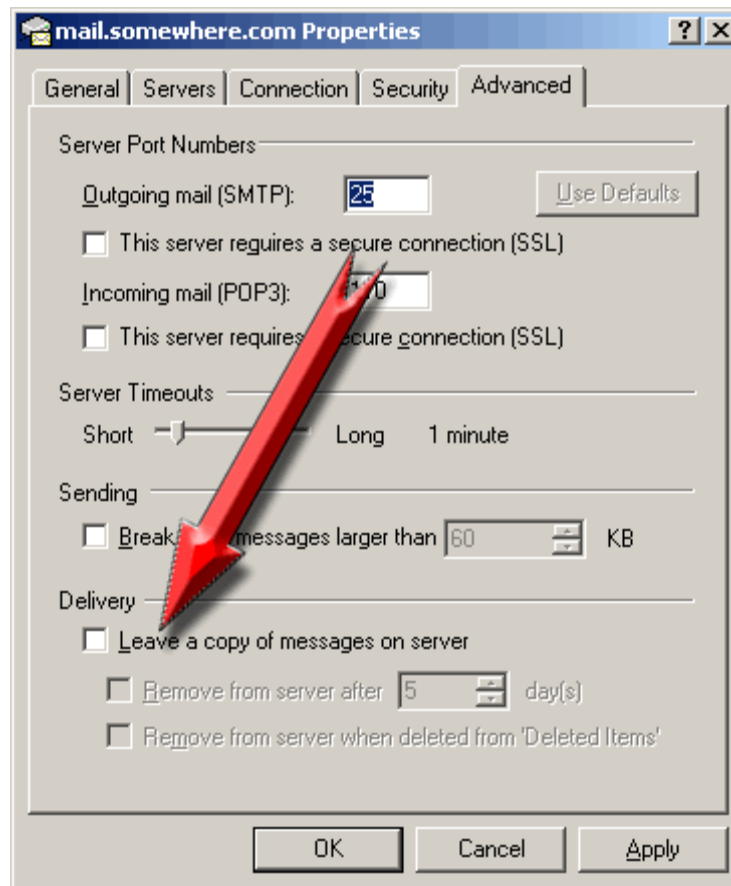 mail.somewhere.com Properties
General Servers Connection Security Advanced
Server Port Numbers
Outgoing mail (SMTP): 25 Use Defaults
This server requires a secure connection (SSL)
Incoming mail (POP3):
This server requires secure connection (SSL)
Server Timeouts
Short Long 1 minute
Sending
Break messages larger than 60 KB
Delivery
Leave a copy of messages on server
Remove from server after 5 day(s)
Remove from server when deleted from 'Deleted Items'
OK Cancel Apply